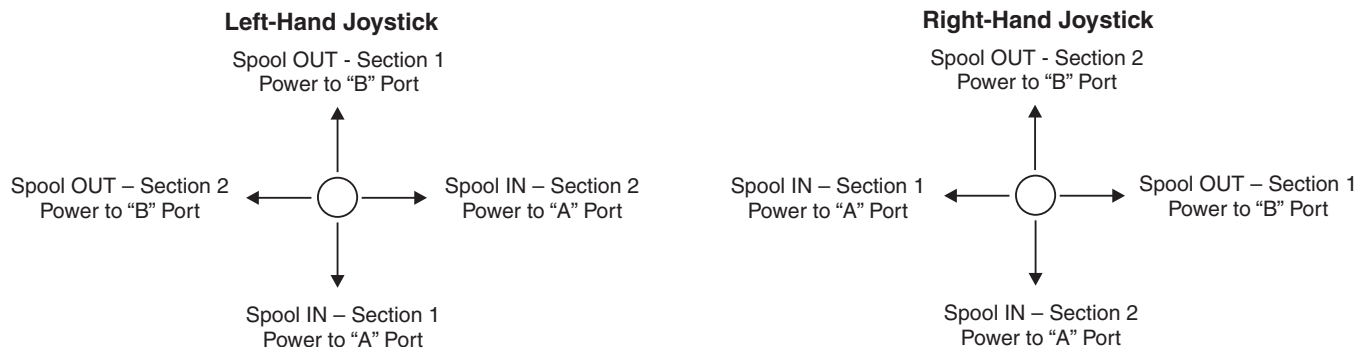 Left-Hand Joystick
Spool OUT - Section 1
Power to “B” Port
Spool OUT – Section 2
Power to “B” Port
Spool IN – Section 2
Power to “A” Port
Spool IN – Section 1
Power to “A” Port
Right-Hand Joystick
Spool OUT - Section 2
Power to “B” Port
Spool IN – Section 1
Power to “A” Port
Spool OUT – Section 1
Power to “B” Port
Spool IN – Section 2
Power to “A” Port